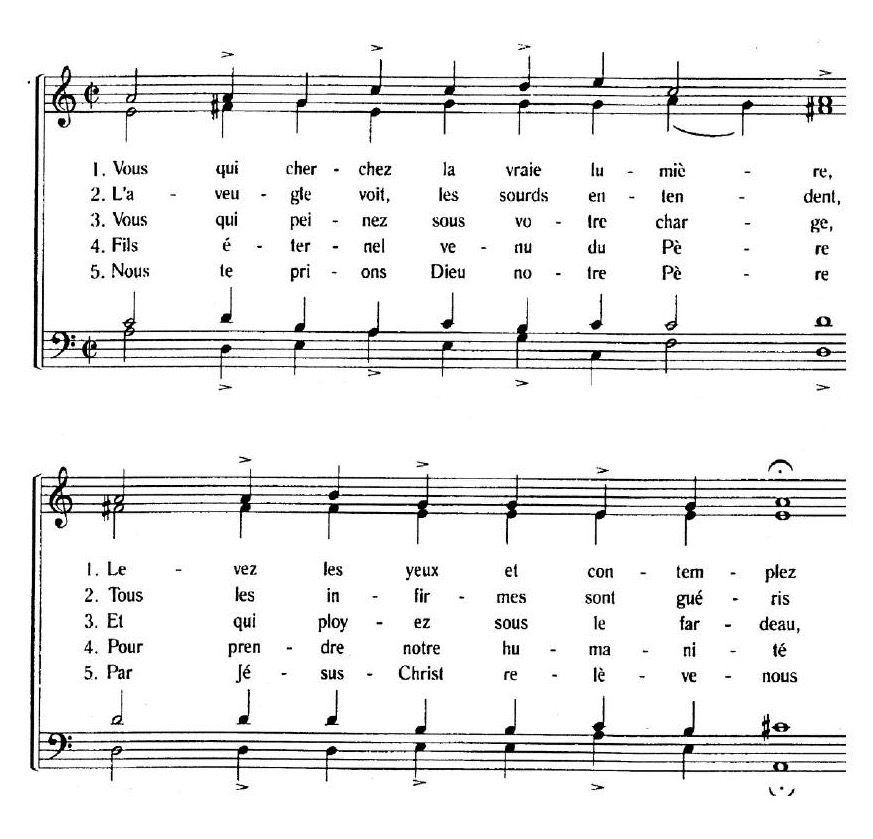 1. Vous qui cher - chez la vraie lu - miè - re,
2. L'a - veu - gle voit, les sourds en - ten - dent,
3. Vous qui pei - nez sous vo - tre char - ge,
4. Fils é - ter - nel ve - nu du Pè - re
5. Nous te pri - ons Dieu no - tre Pè - re
1. Le - vez les yeux et con - tem - plez
2. Tous les in - fir - mes sont gué - ris
3. Et qui ploy - ez sous le far - deau,
4. Pour pren - dre notre hu - ma - ni - té
5. Par Jé - sus - Christ re - lè - ve - nous